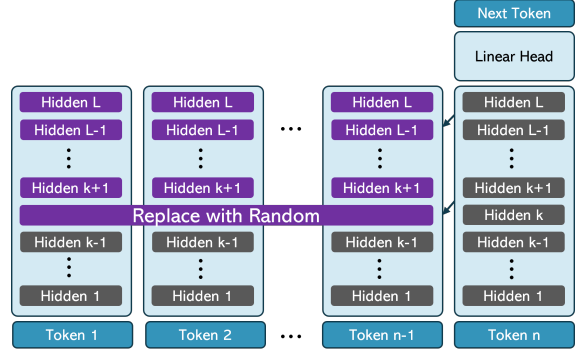 Next Token
Linear Head
Hidden L Hidden L ... Hidden L Hidden L
Hidden L-1 Hidden L-1 Hidden L-1 Hidden L-1
Hidden k+1 Hidden k+1 Hidden k+1 Hidden k+1
Replace with Random Hidden k
Hidden k-1 Hidden k-1 Hidden k-1 Hidden k-1
Hidden 1 Hidden 1 Hidden 1 Hidden 1
Token 1 Token 2 ... Token n-1 Token n